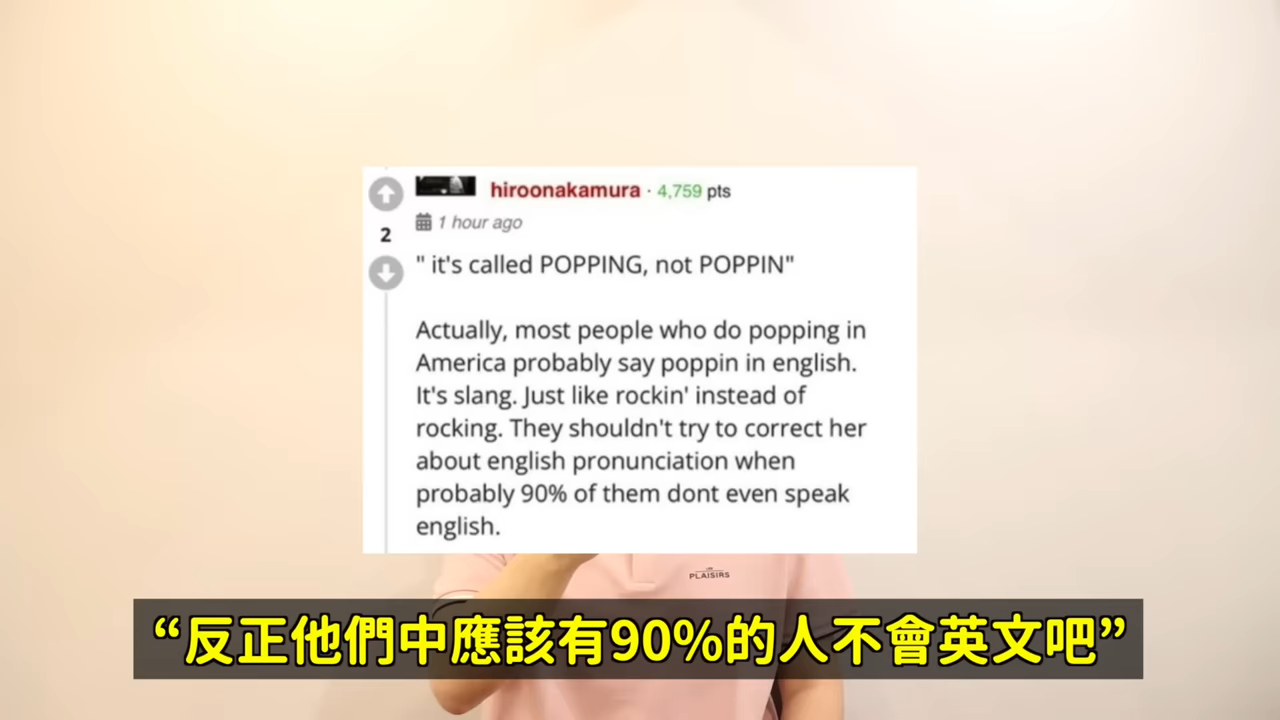 hiroonakamura · 4,759 pts
1 hour ago
2
" it's called POPPING, not POPPIN"
Actually, most people who do popping in
America probably say poppin in english.
It's slang. Just like rockin' instead of
rocking. They shouldn't try to correct her
about english pronunciation when
probably 90% of them dont even speak
english.
LES
PLAISIRS
“反正他們中應該有90%的人不會英文吧”